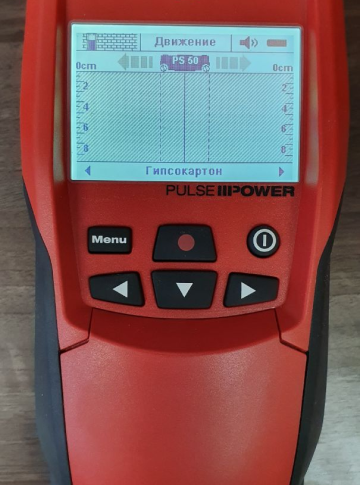 Движение
0cm PS 50 0cm
2 2
4 4
6 6
8 8
Гипсокартон
PULSE POWER
Menu